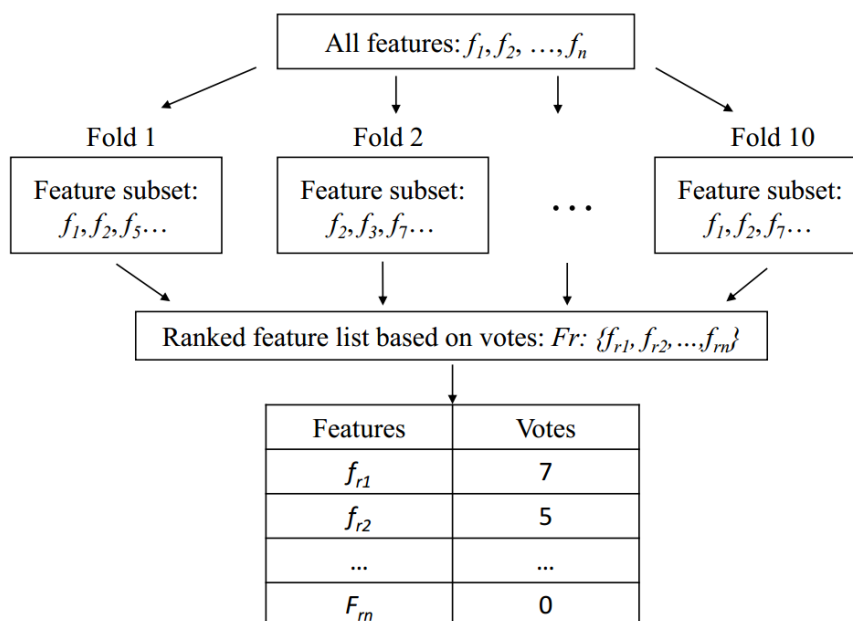 All features: f1, f2, …, fn
Fold 1 Fold 2 Fold 10
Feature subset: Feature subset: … Feature subset:
f1, f2, f5… f2, f3, f7… f1, f2, f7…
Ranked feature list based on votes: Fr: {fr1, fr2, ...,frn}
Features Votes
fr1 7
fr2 5
... ...
Frn 0